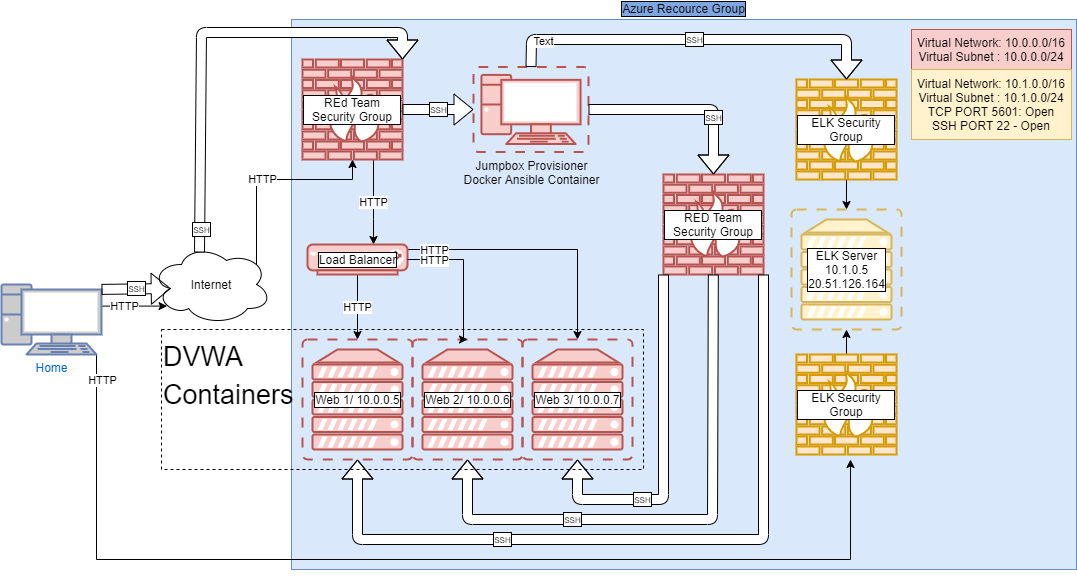 Azure Recource Group
Virtual Network: 10.0.0.0/16
Virtual Subnet : 10.0.0.0/24
Virtual Network: 10.1.0.0/16
Virtual Subnet : 10.1.0.0/24
TCP PORT 5601: Open
SSH PORT 22 - Open
Text
SSH
REd Team
Security Group
SSH
SSH
ELK Security
Group
Jumpbox Provisioner
Docker Ansible Container
HTTP
HTTP
RED Team
Security Group
SSH
HTTP
HTTP
Load Balancer
ELK Server
10.1.0.5
20.51.126.164
Internet
SSH
HTTP
HTTP
Home
HTTP
DVWA
Containers
Web 1/ 10.0.0.5
Web 2/ 10.0.0.6
Web 3/ 10.0.0.7
ELK Security
Group
SSH
SSH
SSH